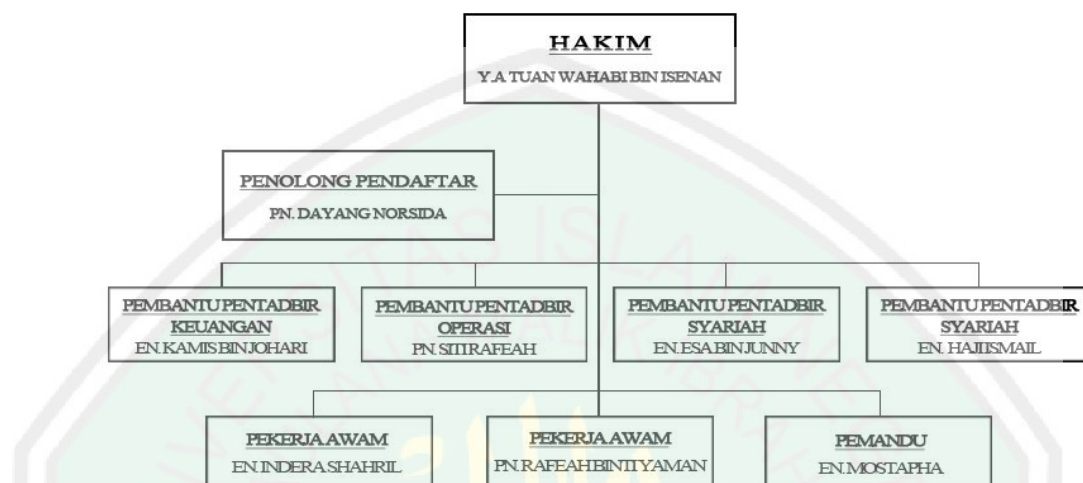 HAKIM
Y.A TUAN WAHABI BIN ISENAN
PENOLONG PENDAFTAR
PN. DAYANG NORSIDA
PEMBANTU PENTADBIR
KEUANGAN
EN. KAMIS BIN JOHARI
PEMBANTU PENTADBIR
OPERASI
PN. SITI RAFEAH
PEMBANTU PENTADBIR
SYARIAH
EN. ESA BIN JUNNY
PEMBANTU PENTADBIR
SYARIAH
EN. HAJI ISMAIL
PEKERJA AWAM
EN. INDERA SHAHRIL
PEKERJA AWAM
PN. RAFEAH BINTI YAMAN
PEMANDU
EN. MOSTAPHA